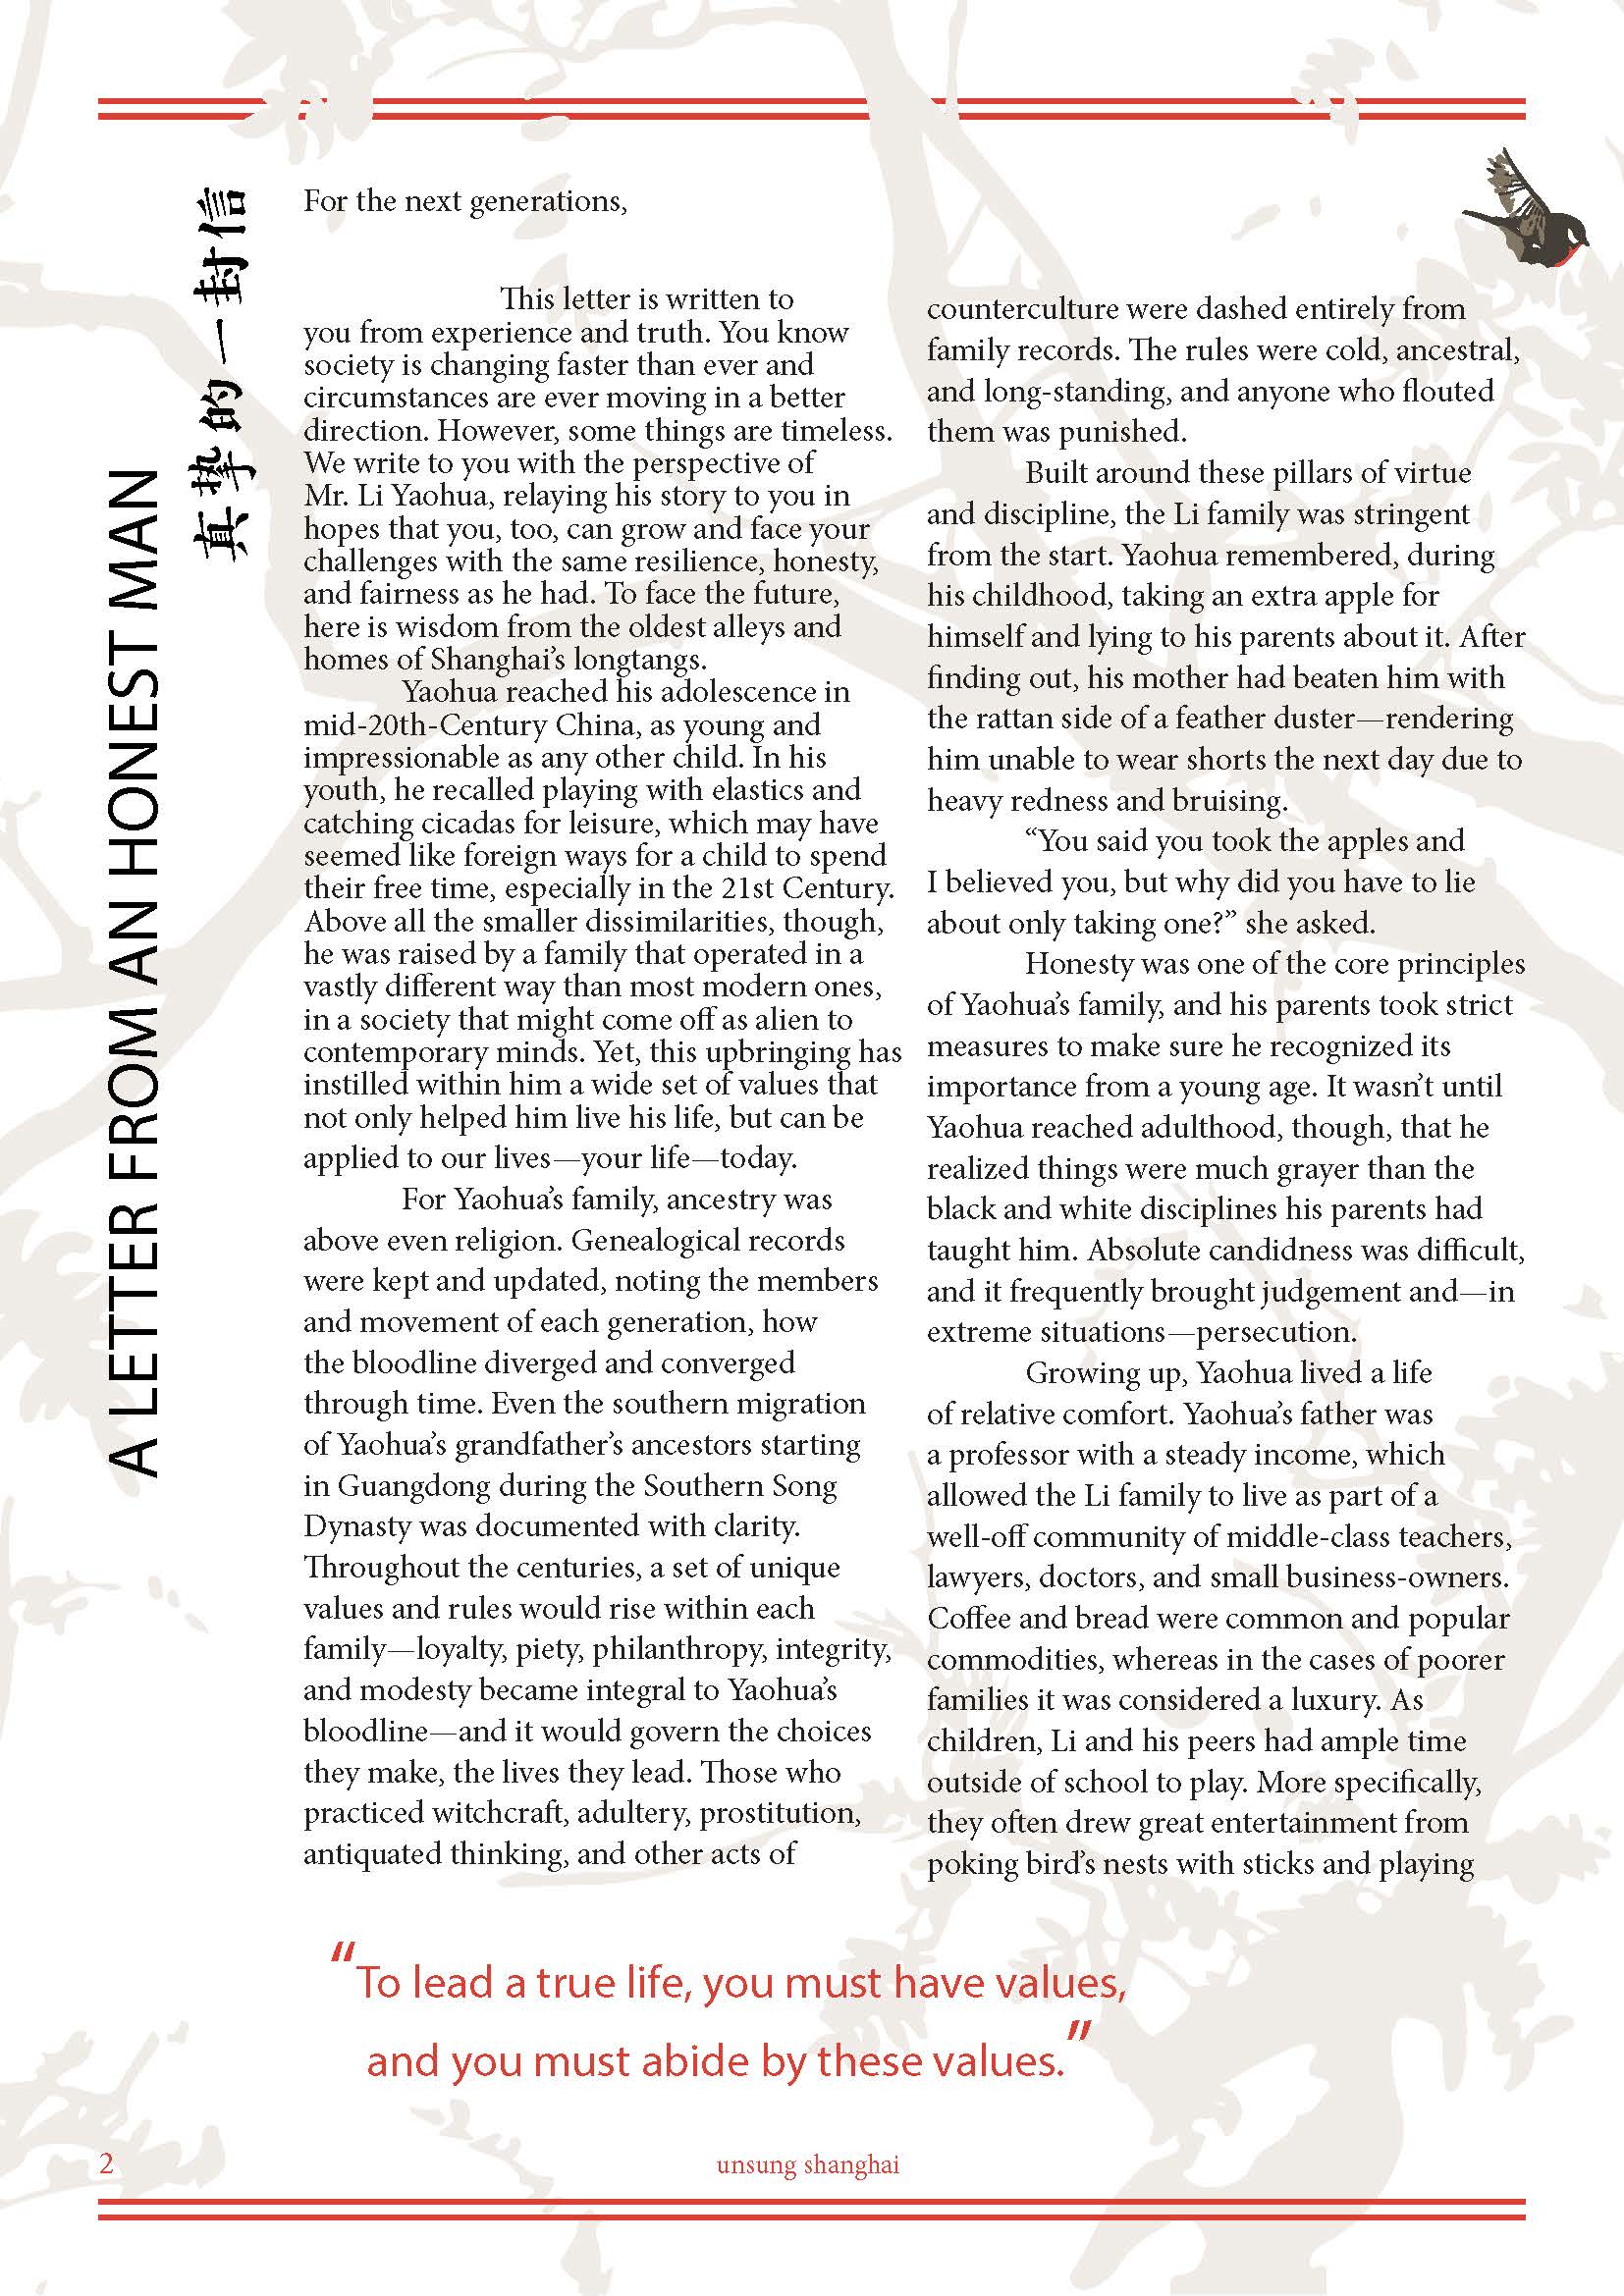 A LETTER FROM AN HONEST MAN
真挚的一封信
For the next generations,
This letter is written to
you from experience and truth. You know
society is changing faster than ever and
circumstances are ever moving in a better
direction. However, some things are timeless.
We write to you with the perspective of
Mr. Li Yaohua, relaying his story to you in
hopes that you, too, can grow and face your
challenges with the same resilience, honesty,
and fairness as he had. To face the future,
here is wisdom from the oldest alleys and
homes of Shanghai’s longtangs.
Yaohua reached his adolescence in
mid-20th-Century China, as young and
impressionable as any other child. In his
youth, he recalled playing with elastics and
catching cicadas for leisure, which may have
seemed like foreign ways for a child to spend
their free time, especially in the 21st Century.
Above all the smaller dissimilarities, though,
he was raised by a family that operated in a
vastly different way than most modern ones,
in a society that might come off as alien to
contemporary minds. Yet, this upbringing has
instilled within him a wide set of values that
not only helped him live his life, but can be
applied to our lives—your life—today.
For Yaohua’s family, ancestry was
above even religion. Genealogical records
were kept and updated, noting the members
and movement of each generation, how
the bloodline diverged and converged
through time. Even the southern migration
of Yaohua’s grandfather’s ancestors starting
in Guangdong during the Southern Song
Dynasty was documented with clarity.
Throughout the centuries, a set of unique
values and rules would rise within each
family—loyalty, piety, philanthropy, integrity,
and modesty became integral to Yaohua’s
bloodline—and it would govern the choices
they make, the lives they lead. Those who
practiced witchcraft, adultery, prostitution,
antiquated thinking, and other acts of
counterculture were dashed entirely from
family records. The rules were cold, ancestral,
and long-standing, and anyone who flouted
them was punished.
Built around these pillars of virtue
and discipline, the Li family was stringent
from the start. Yaohua remembered, during
his childhood, taking an extra apple for
himself and lying to his parents about it. After
finding out, his mother had beaten him with
the rattan side of a feather duster—rendering
him unable to wear shorts the next day due to
heavy redness and bruising.
“You said you took the apples and
I believed you, but why did you have to lie
about only taking one?” she asked.
Honesty was one of the core principles
of Yaohua’s family, and his parents took strict
measures to make sure he recognized its
importance from a young age. It wasn’t until
Yaohua reached adulthood, though, that he
realized things were much grayer than the
black and white disciplines his parents had
taught him. Absolute candidness was difficult,
and it frequently brought judgement and—in
extreme situations—persecution.
Growing up, Yaohua lived a life
of relative comfort. Yaohua’s father was
a professor with a steady income, which
allowed the Li family to live as part of a
well-off community of middle-class teachers,
lawyers, doctors, and small business-owners.
Coffee and bread were common and popular
commodities, whereas in the cases of poorer
families it was considered a luxury. As
children, Li and his peers had ample time
outside of school to play. More specifically,
they often drew great entertainment from
poking bird’s nests with sticks and playing
“To lead a true life, you must have values,
and you must abide by these values.”
2
unsung shanghai